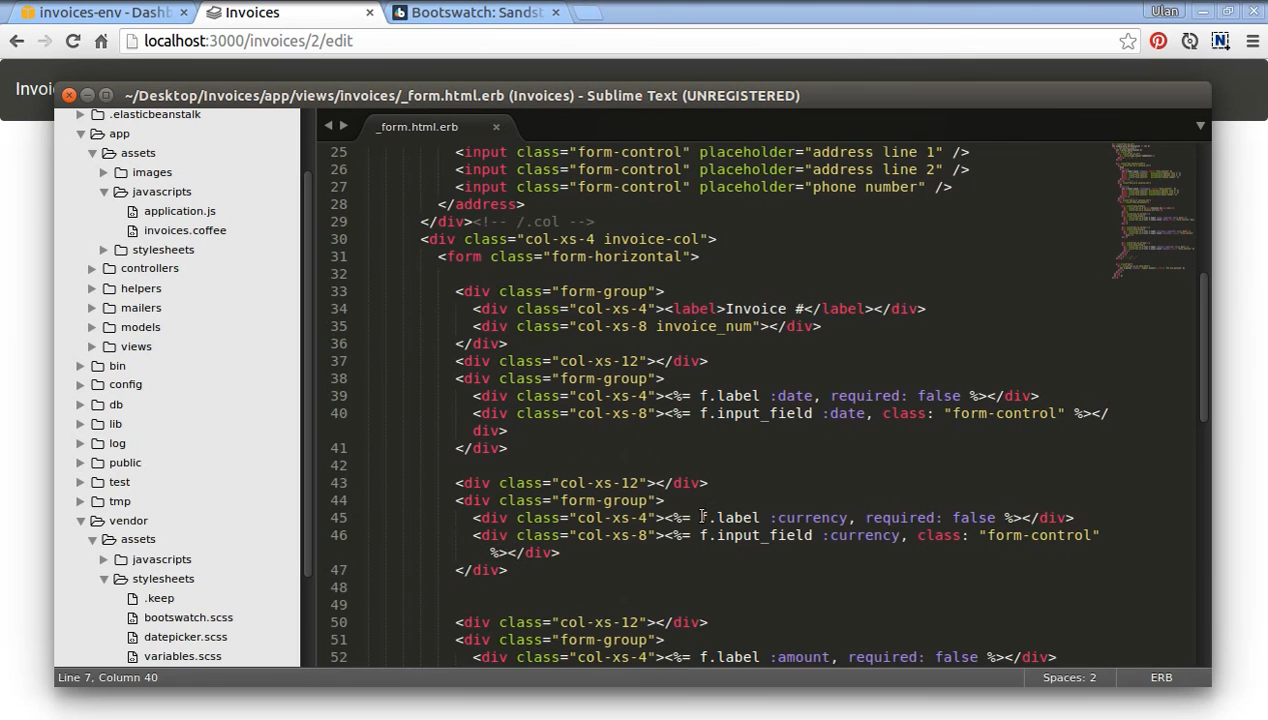 invoices-env - Dashb
Invoices
Bootswatch: Sandst
Ulan
localhost:3000/invoices/2/edit
~/Desktop/Invoices/app/views/invoices/_form.html.erb (Invoices) - Sublime Text (UNREGISTERED)
.elasticbeanstalk
app
assets
images
javascripts
application.js
invoices.coffee
stylesheets
controllers
helpers
mailers
models
views
bin
config
db
lib
log
public
test
tmp
vendor
assets
javascripts
stylesheets
.keep
bootswatch.scss
datepicker.scss
variables.scss
_form.html.erb
25 <input class="form-control" placeholder="address line 1" />
26 <input class="form-control" placeholder="address line 2" />
27 <input class="form-control" placeholder="phone number" />
28 </address>
29 </div><!-- /.col -->
30 <div class="col-xs-4 invoice-col">
31 <form class="form-horizontal">
32
33 <div class="form-group">
34 <div class="col-xs-4"><label>Invoice #</label></div>
35 <div class="col-xs-8 invoice_num"></div>
36 </div>
37 <div class="col-xs-12"></div>
38 <div class="form-group">
39 <div class="col-xs-4"><%= f.label :date, required: false %></div>
40 <div class="col-xs-8"><%= f.input_field :date, class: "form-control" %></
div>
41 </div>
42
43 <div class="col-xs-12"></div>
44 <div class="form-group">
45 <div class="col-xs-4"><%= f.label :currency, required: false %></div>
46 <div class="col-xs-8"><%= f.input_field :currency, class: "form-control"
%></div>
47 </div>
48
49
50 <div class="col-xs-12"></div>
51 <div class="form-group">
52 <div class="col-xs-4"><%= f.label :amount, required: false %></div>
Line 7, Column 40
Spaces: 2
ERB